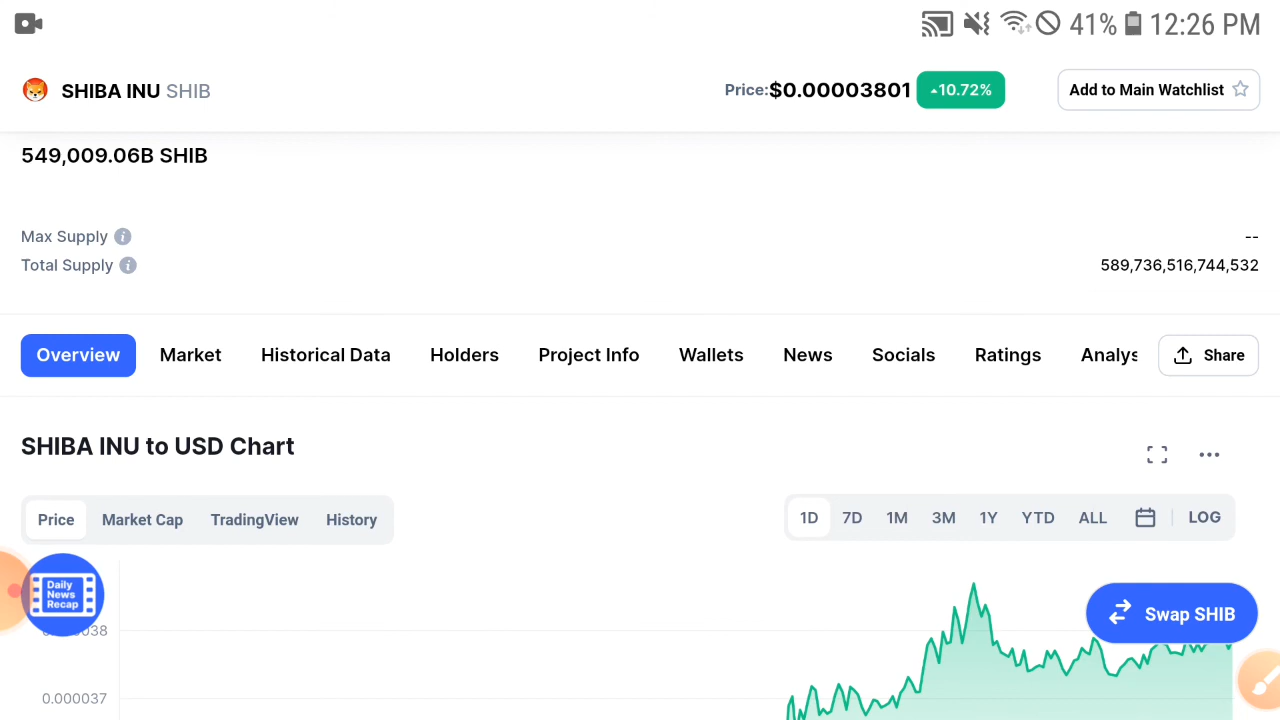 41% 12:26 PM
SHIBA INU SHIB Price:$0.00003801 10.72% Add to Main Watchlist
549,009.06B SHIB
Max Supply --
Total Supply 589,736,516,744,532
Overview Market Historical Data Holders Project Info Wallets News Socials Ratings Analys Share
SHIBA INU to USD Chart
Price Market Cap TradingView History 1D 7D 1M 3M 1Y YTD ALL LOG
Daily
News
Recap
Swap SHIB
0.000037